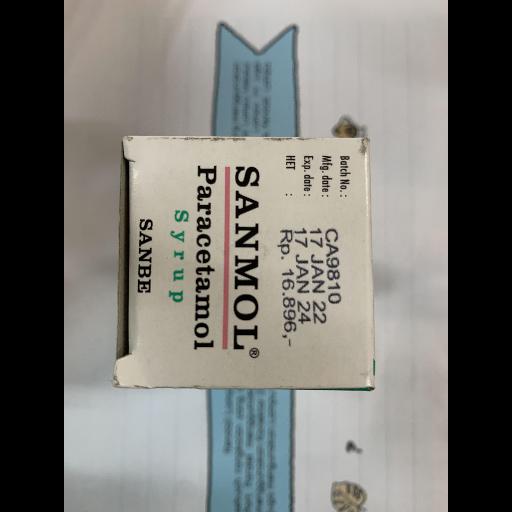 Batch No. : CA9810
Mfg. date : 17 JAN 22
Exp. date : 17 JAN 24
HET : Rp. 16.896,-
SANMOL®
Paracetamol
Syrup
SANBE